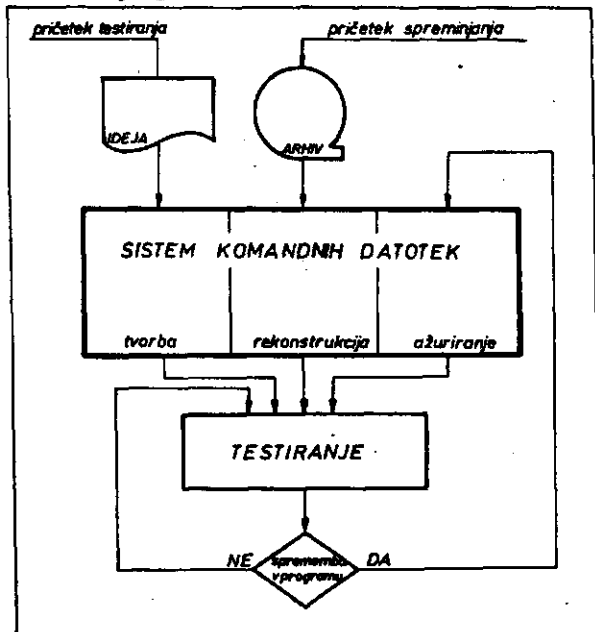 pričetek testiranja
pričetek spreminjanja
IDEJA
ARHIV
SISTEM KOMANDNIH DATOTEK
tvorba
rekonstrukcija
ažuriranje
TESTIRANJE
NE
sprememba
v programu
DA